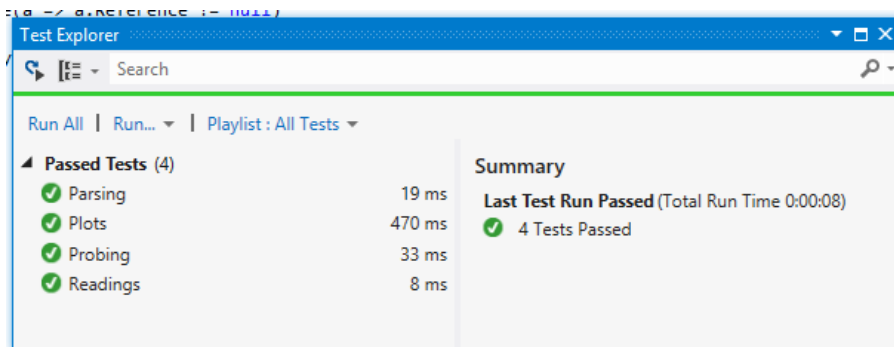 a.Reference != null)
Test Explorer
Search
Run All | Run... | Playlist : All Tests
Passed Tests (4)
Parsing 19 ms
Plots 470 ms
Probing 33 ms
Readings 8 ms
Summary
Last Test Run Passed (Total Run Time 0:00:08)
4 Tests Passed